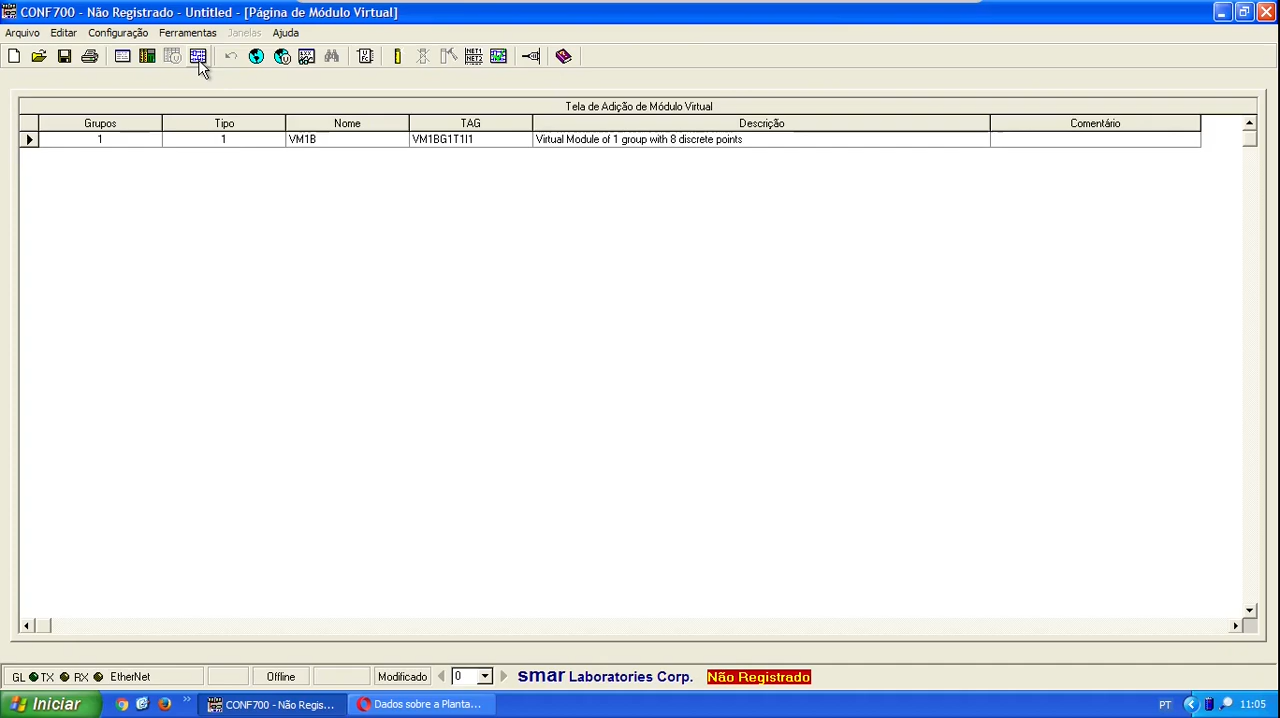 CONF700 - Não Registrado - Untitled - [Página de Módulo Virtual]
Arquivo Editar Configuração Ferramentas Janelas Ajuda
NET1
NET2
Tela de Adição de Módulo Virtual
Grupos Tipo Nome TAG Descrição Comentário
1 1 VM1B VM1BG1T1I1 Virtual Module of 1 group with 8 discrete points
GL TX RX EtherNet Offline Modificado 0 smar Laboratories Corp. Não Registrado
Iniciar » CONF700 - Não Regis... Dados sobre a Planta... PT 11:05